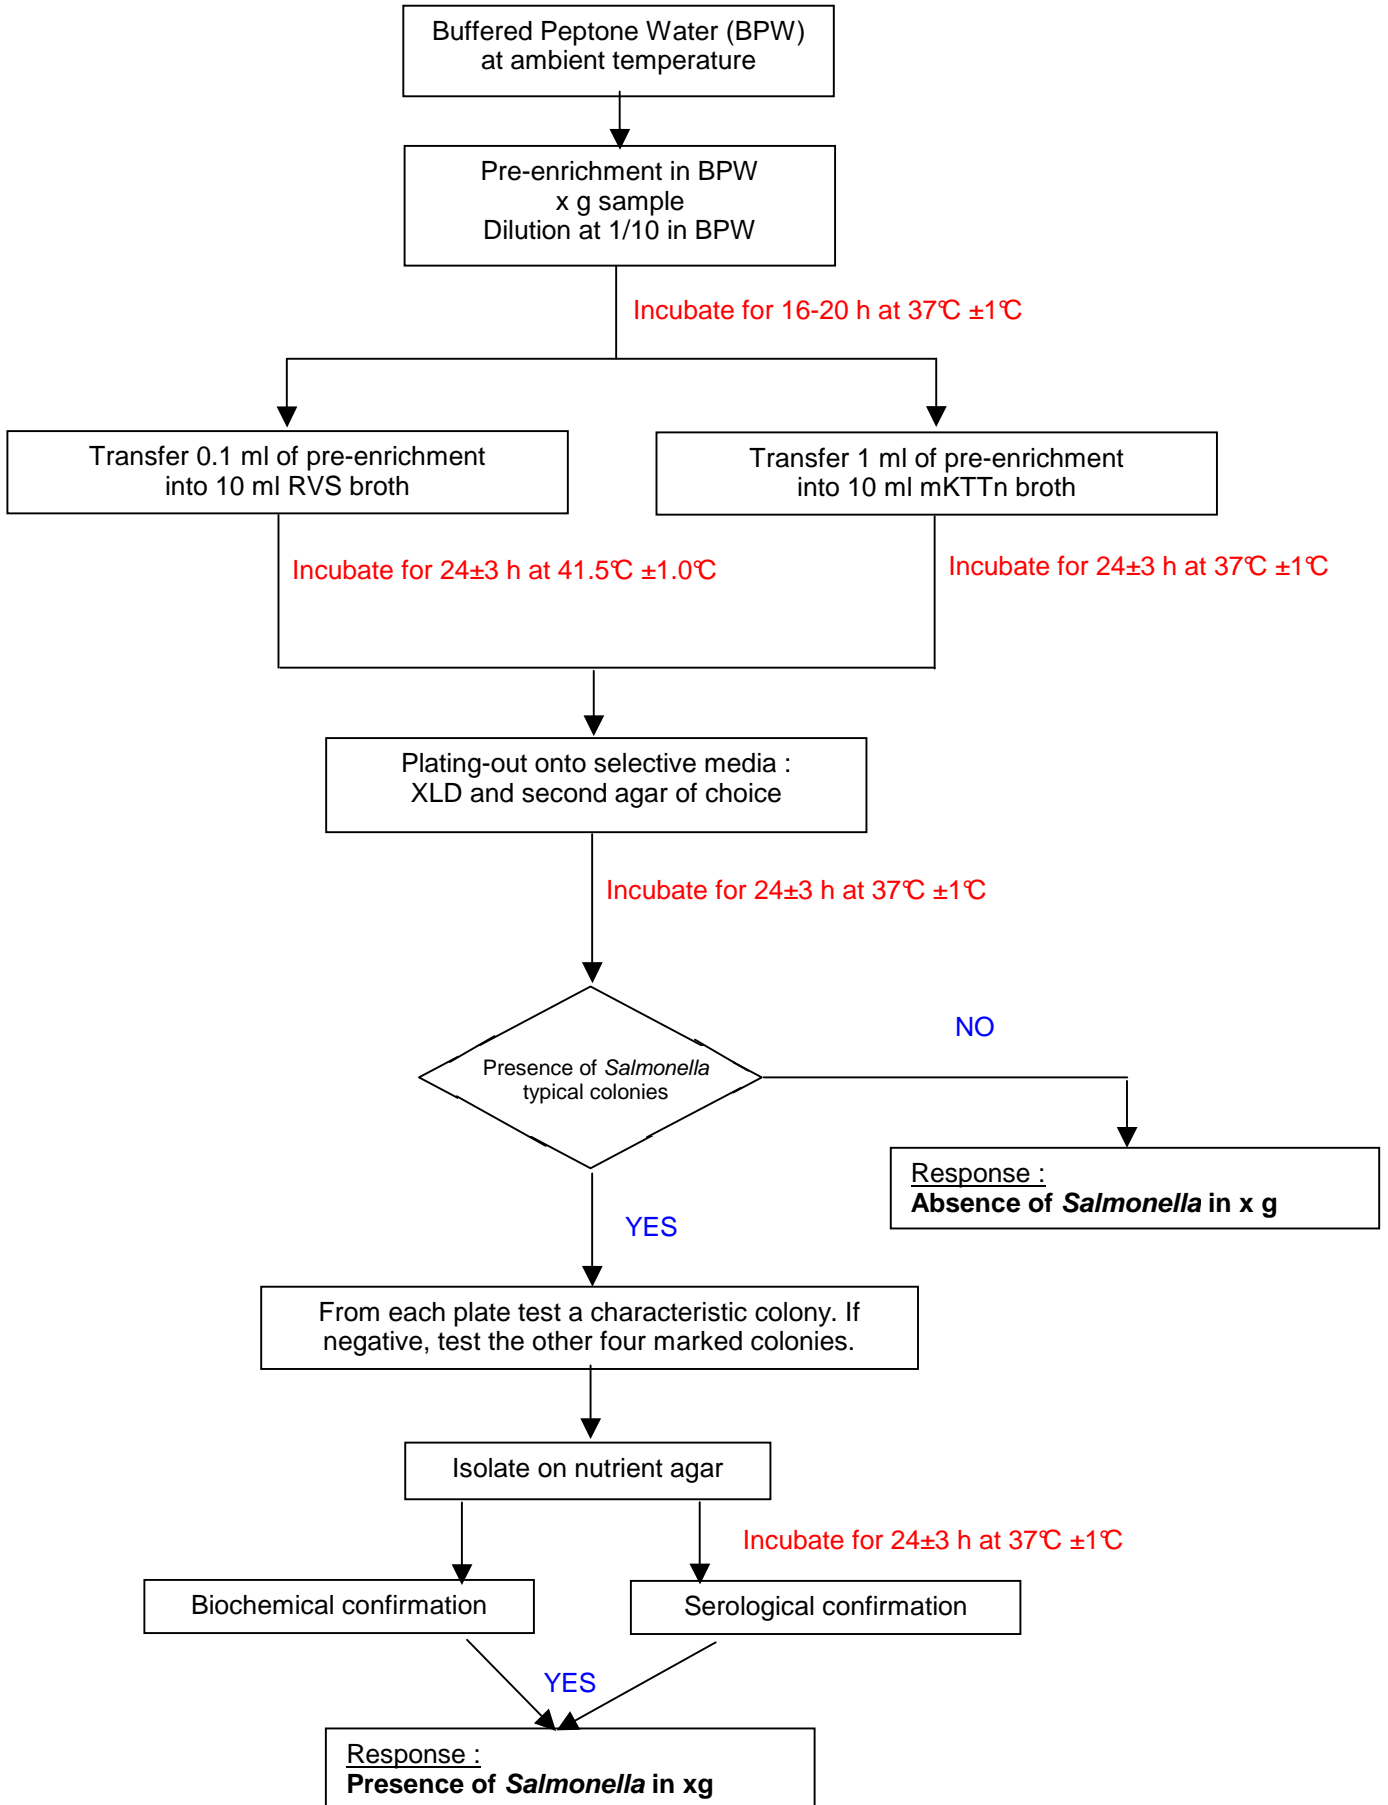 Buffered Peptone Water (BPW)
at ambient temperature
Pre-enrichment in BPW
x g sample
Dilution at 1/10 in BPW
Incubate for 16-20 h at 37°C ±1°C
Transfer 0.1 ml of pre-enrichment
into 10 ml RVS broth
Transfer 1 ml of pre-enrichment
into 10 ml mKTTn broth
Incubate for 24±3 h at 41.5°C ±1.0°C
Incubate for 24±3 h at 37°C ±1°C
Plating-out onto selective media :
XLD and second agar of choice
Incubate for 24±3 h at 37°C ±1°C
Presence of Salmonella
typical colonies
NO
Response :
Absence of Salmonella in x g
YES
From each plate test a characteristic colony. If
negative, test the other four marked colonies.
Isolate on nutrient agar
Incubate for 24±3 h at 37°C ±1°C
Biochemical confirmation
Serological confirmation
YES
Response :
Presence of Salmonella in xg